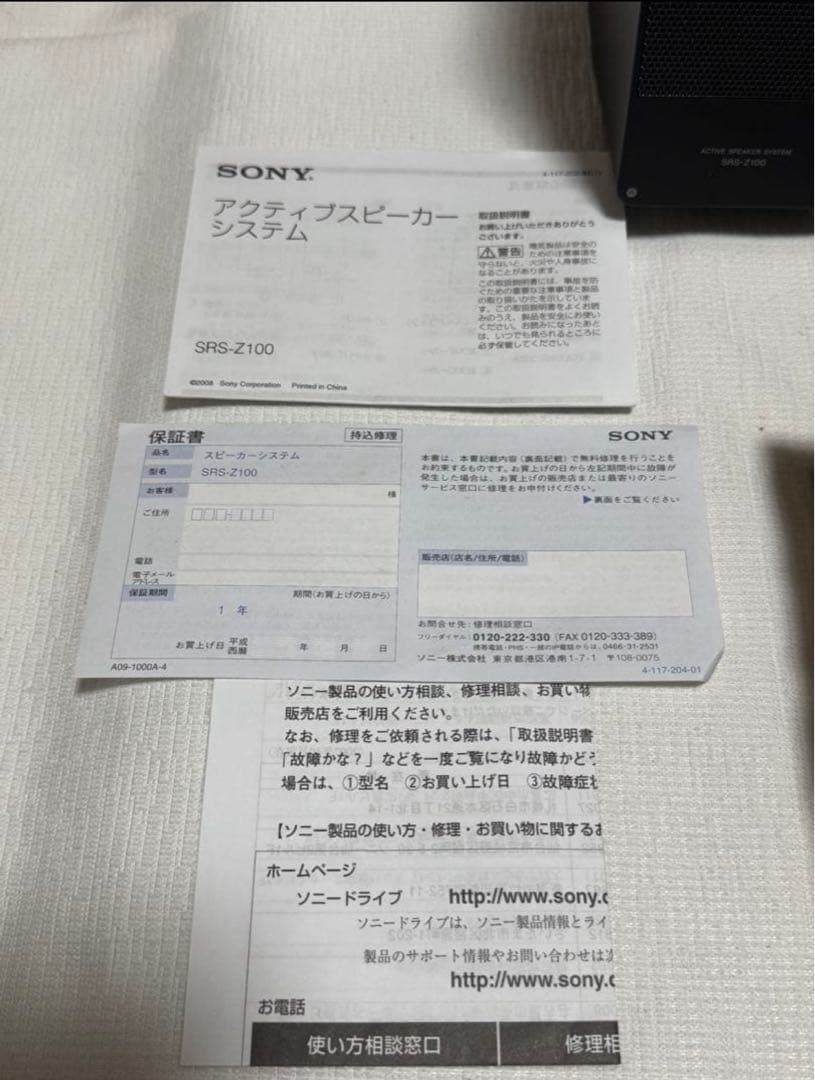 ACTIVE SPEAKER SYSTEM
SRS-Z100
SONY.
アクティブスピーカー
システム
取扱説明書
お買い上げいただきありがとう
ございます。
警告
電気製品は安全の
ための注意事項を
守らないと、火災や人身事故に
なることがあります。
この取扱説明書には、事故を防
ぐための重要な注意事項と製品
の取り扱いかたを示していま
す。この取扱説明書をよくお読
みのうえ、製品を安全にお使い
ください。お読みになったあと
は、いつでも見られるところに
必ず保管してください。
SRS-Z100
©2008 Sony Corporation Printed in China
保証書
持込修理
SONY
品名 スピーカーシステム
型名 SRS-Z100
お客様
様
ご住所
電話
電子メール
アドレス
保証期間
期間(お買上げの日から)
1 年
お買上げ日 平成
西暦
年 月 日
A09-1000A-4
本書は、本書記載内容(裏面記載)で無料修理を行うことを
お約束するものです。お買上げの日から左記期間中に故障が
発生した場合は、お買上げの販売店または最寄りのソニー
サービス窓口に修理をお申付けください。
▶裏面をご覧ください
販売店(店名/住所/電話)
お問合せ先:修理相談窓口
フリーダイヤル:0120-222-330 (FAX 0120-333-389)
携帯電話・PHS・一部のIP電話からは、0466-31-2531
ソニー株式会社 東京都港区港南1-7-1 〒108-0075
4-117-204-01
ソニー製品の使い方相談、修理相談、お買い物
販売店をご利用ください。
なお、修理をご依頼される際は、「取扱説明書
「故障かな?」などを一度ご覧になり故障かどう
場合は、①型名 ②お買い上げ日 ③故障症状
【ソニー製品の使い方・修理・お買い物に関するお
ホームページ
ソニードライブ http://www.sony.c
ソニードライブは、ソニー製品情報とライ
製品のサポート情報やお問い合わせは
http://www.sony.c
お電話
使い方相談窓口
修理相